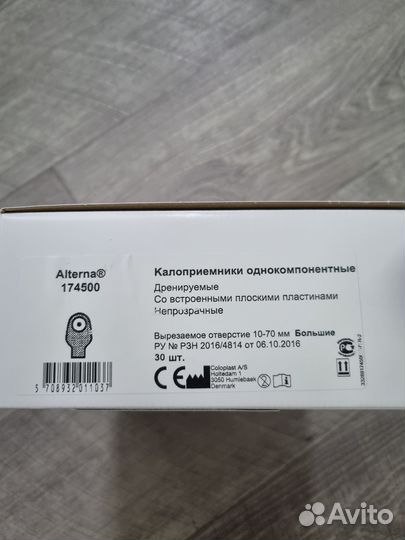 Alterna®
174500
Калоприемники однокомпонентные
Дренируемые
Со встроенными плоскими пластинами
Непрозрачные
Вырезаемое отверстие 10-70 мм Большие
РУ № РЗН 2016/4814 от 06.10.2016
30 шт.
CE
Coloplast A/S
Holtedam 1
3050 Humlebaek
Denmark
5 708932 011037
Avito